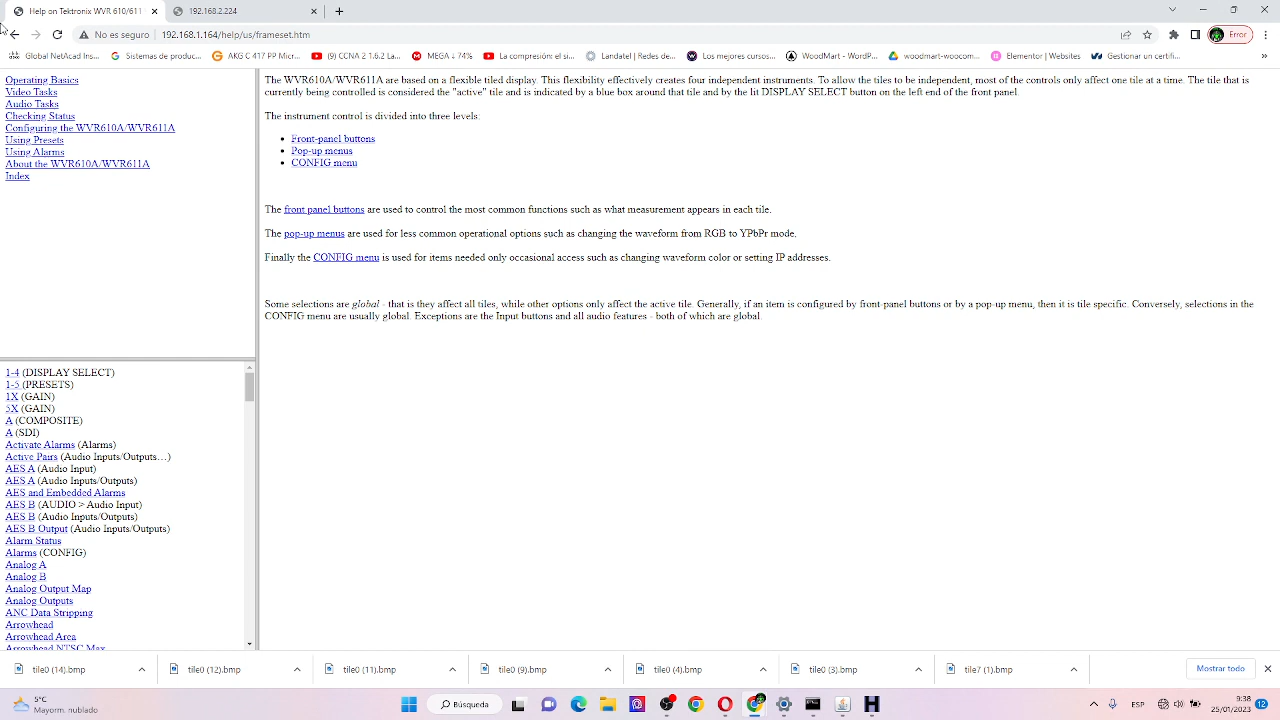 Help on Tektronix WVR 610/611
192.168.2.224
No es seguro
192.168.1.164/help/us/frameset.htm
Error
Global NetAcad Ins...
Sistemas de produc...
AKG C 417 PP Micro...
(9) CCNA 2 1.6.2 La...
MEGA ↓ 74%
La compresión: el si...
Landatel | Redes de...
Los mejores cursos...
WoodMart - WordPr...
woodmart-woocom...
Elementor | Websites
Gestionar un certifi...
»
Operating Basics
Video Tasks
Audio Tasks
Checking Status
Configuring the WVR610A/WVR611A
Using Presets
Using Alarms
About the WVR610A/WVR611A
Index
The WVR610A/WVR611A are based on a flexible tiled display. This flexibility effectively creates four independent instruments. To allow the tiles to be independent, most of the controls only affect one tile at a time. The tile that is
currently being controlled is considered the "active" tile and is indicated by a blue box around that tile and by the lit DISPLAY SELECT button on the left end of the front panel.
The instrument control is divided into three levels:
• Front-panel buttons
• Pop-up menus
• CONFIG menu
The front panel buttons are used to control the most common functions such as what measurement appears in each tile.
The pop-up menus are used for less common operational options such as changing the waveform from RGB to YPbPr mode.
Finally the CONFIG menu is used for items needed only occasional access such as changing waveform color or setting IP addresses.
Some selections are global - that is they affect all tiles, while other options only affect the active tile. Generally, if an item is configured by front-panel buttons or by a pop-up menu, then it is tile specific. Conversely, selections in the
CONFIG menu are usually global. Exceptions are the Input buttons and all audio features - both of which are global.
1-4 (DISPLAY SELECT)
1-5 (PRESETS)
1X (GAIN)
5X (GAIN)
A (COMPOSITE)
A (SDI)
Activate Alarms (Alarms)
Active Pairs (Audio Inputs/Outputs…)
AES A (Audio Input)
AES A (Audio Inputs/Outputs)
AES and Embedded Alarms
AES B (AUDIO > Audio Input)
AES B (Audio Inputs/Outputs)
AES B Output (Audio Inputs/Outputs)
Alarm Status
Alarms (CONFIG)
Analog A
Analog B
Analog Output Map
Analog Outputs
ANC Data Stripping
Arrowhead
Arrowhead Area
Arrowhead NTSC Max
tile0 (14).bmp
tile0 (12).bmp
tile0 (11).bmp
tile0 (9).bmp
tile0 (4).bmp
tile0 (3).bmp
tile7 (1).bmp
Mostrar todo
5°C
Mayorm. nublado
Búsqueda
ESP
9:38
25/01/2023
12